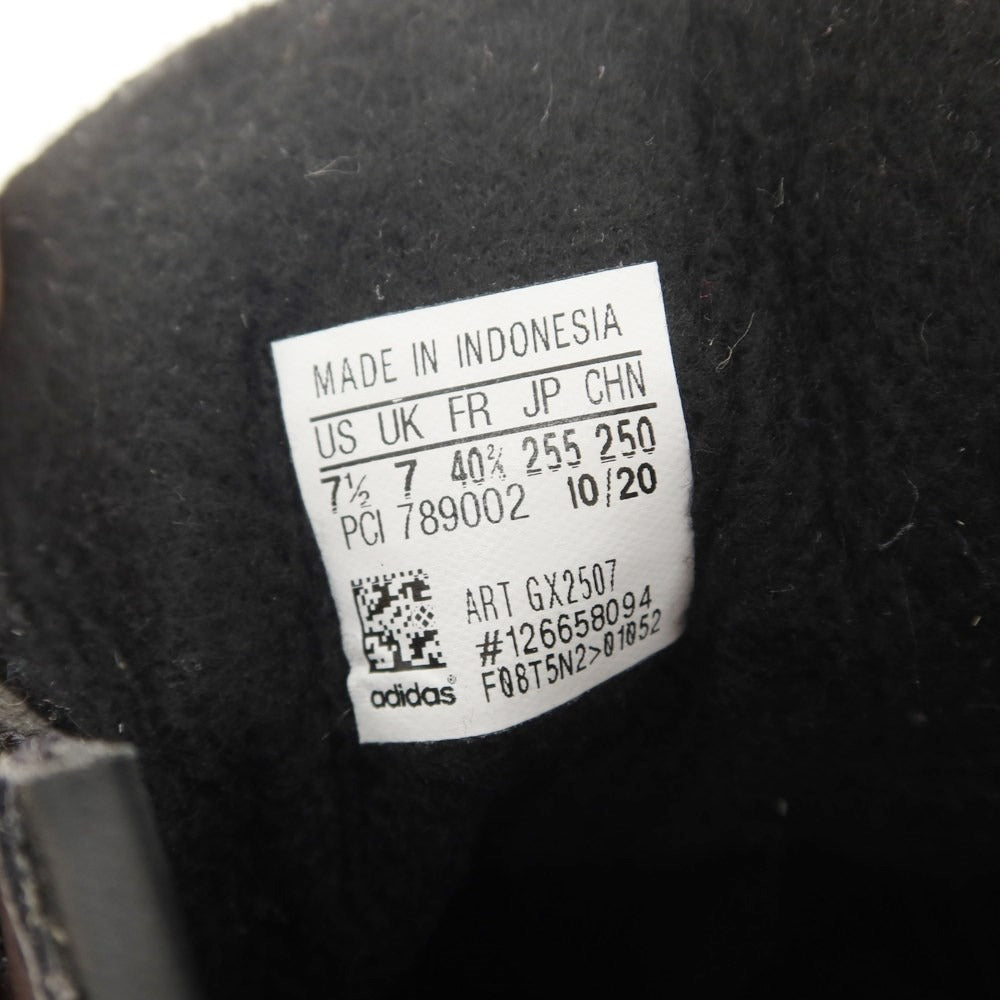 MADE IN INDONESIA
US UK FR JP CHN
7½ 7 40⅔ 255 250
PCI 789002 10/20
ART GX2507
#126658094
F08T5N2>01052
adidas®